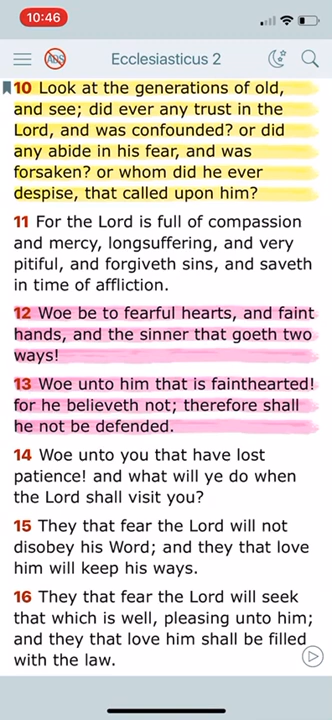 10:46
ADS
Ecclesiasticus 2
10 Look at the generations of old,
and see; did ever any trust in the
Lord, and was confounded? or did
any abide in his fear, and was
forsaken? or whom did he ever
despise, that called upon him?
11 For the Lord is full of compassion
and mercy, longsuffering, and very
pitiful, and forgiveth sins, and saveth
in time of affliction.
12 Woe be to fearful hearts, and faint
hands, and the sinner that goeth two
ways!
13 Woe unto him that is fainthearted!
for he believeth not; therefore shall
he not be defended.
14 Woe unto you that have lost
patience! and what will ye do when
the Lord shall visit you?
15 They that fear the Lord will not
disobey his Word; and they that love
him will keep his ways.
16 They that fear the Lord will seek
that which is well, pleasing unto him;
and they that love him shall be filled
with the law.